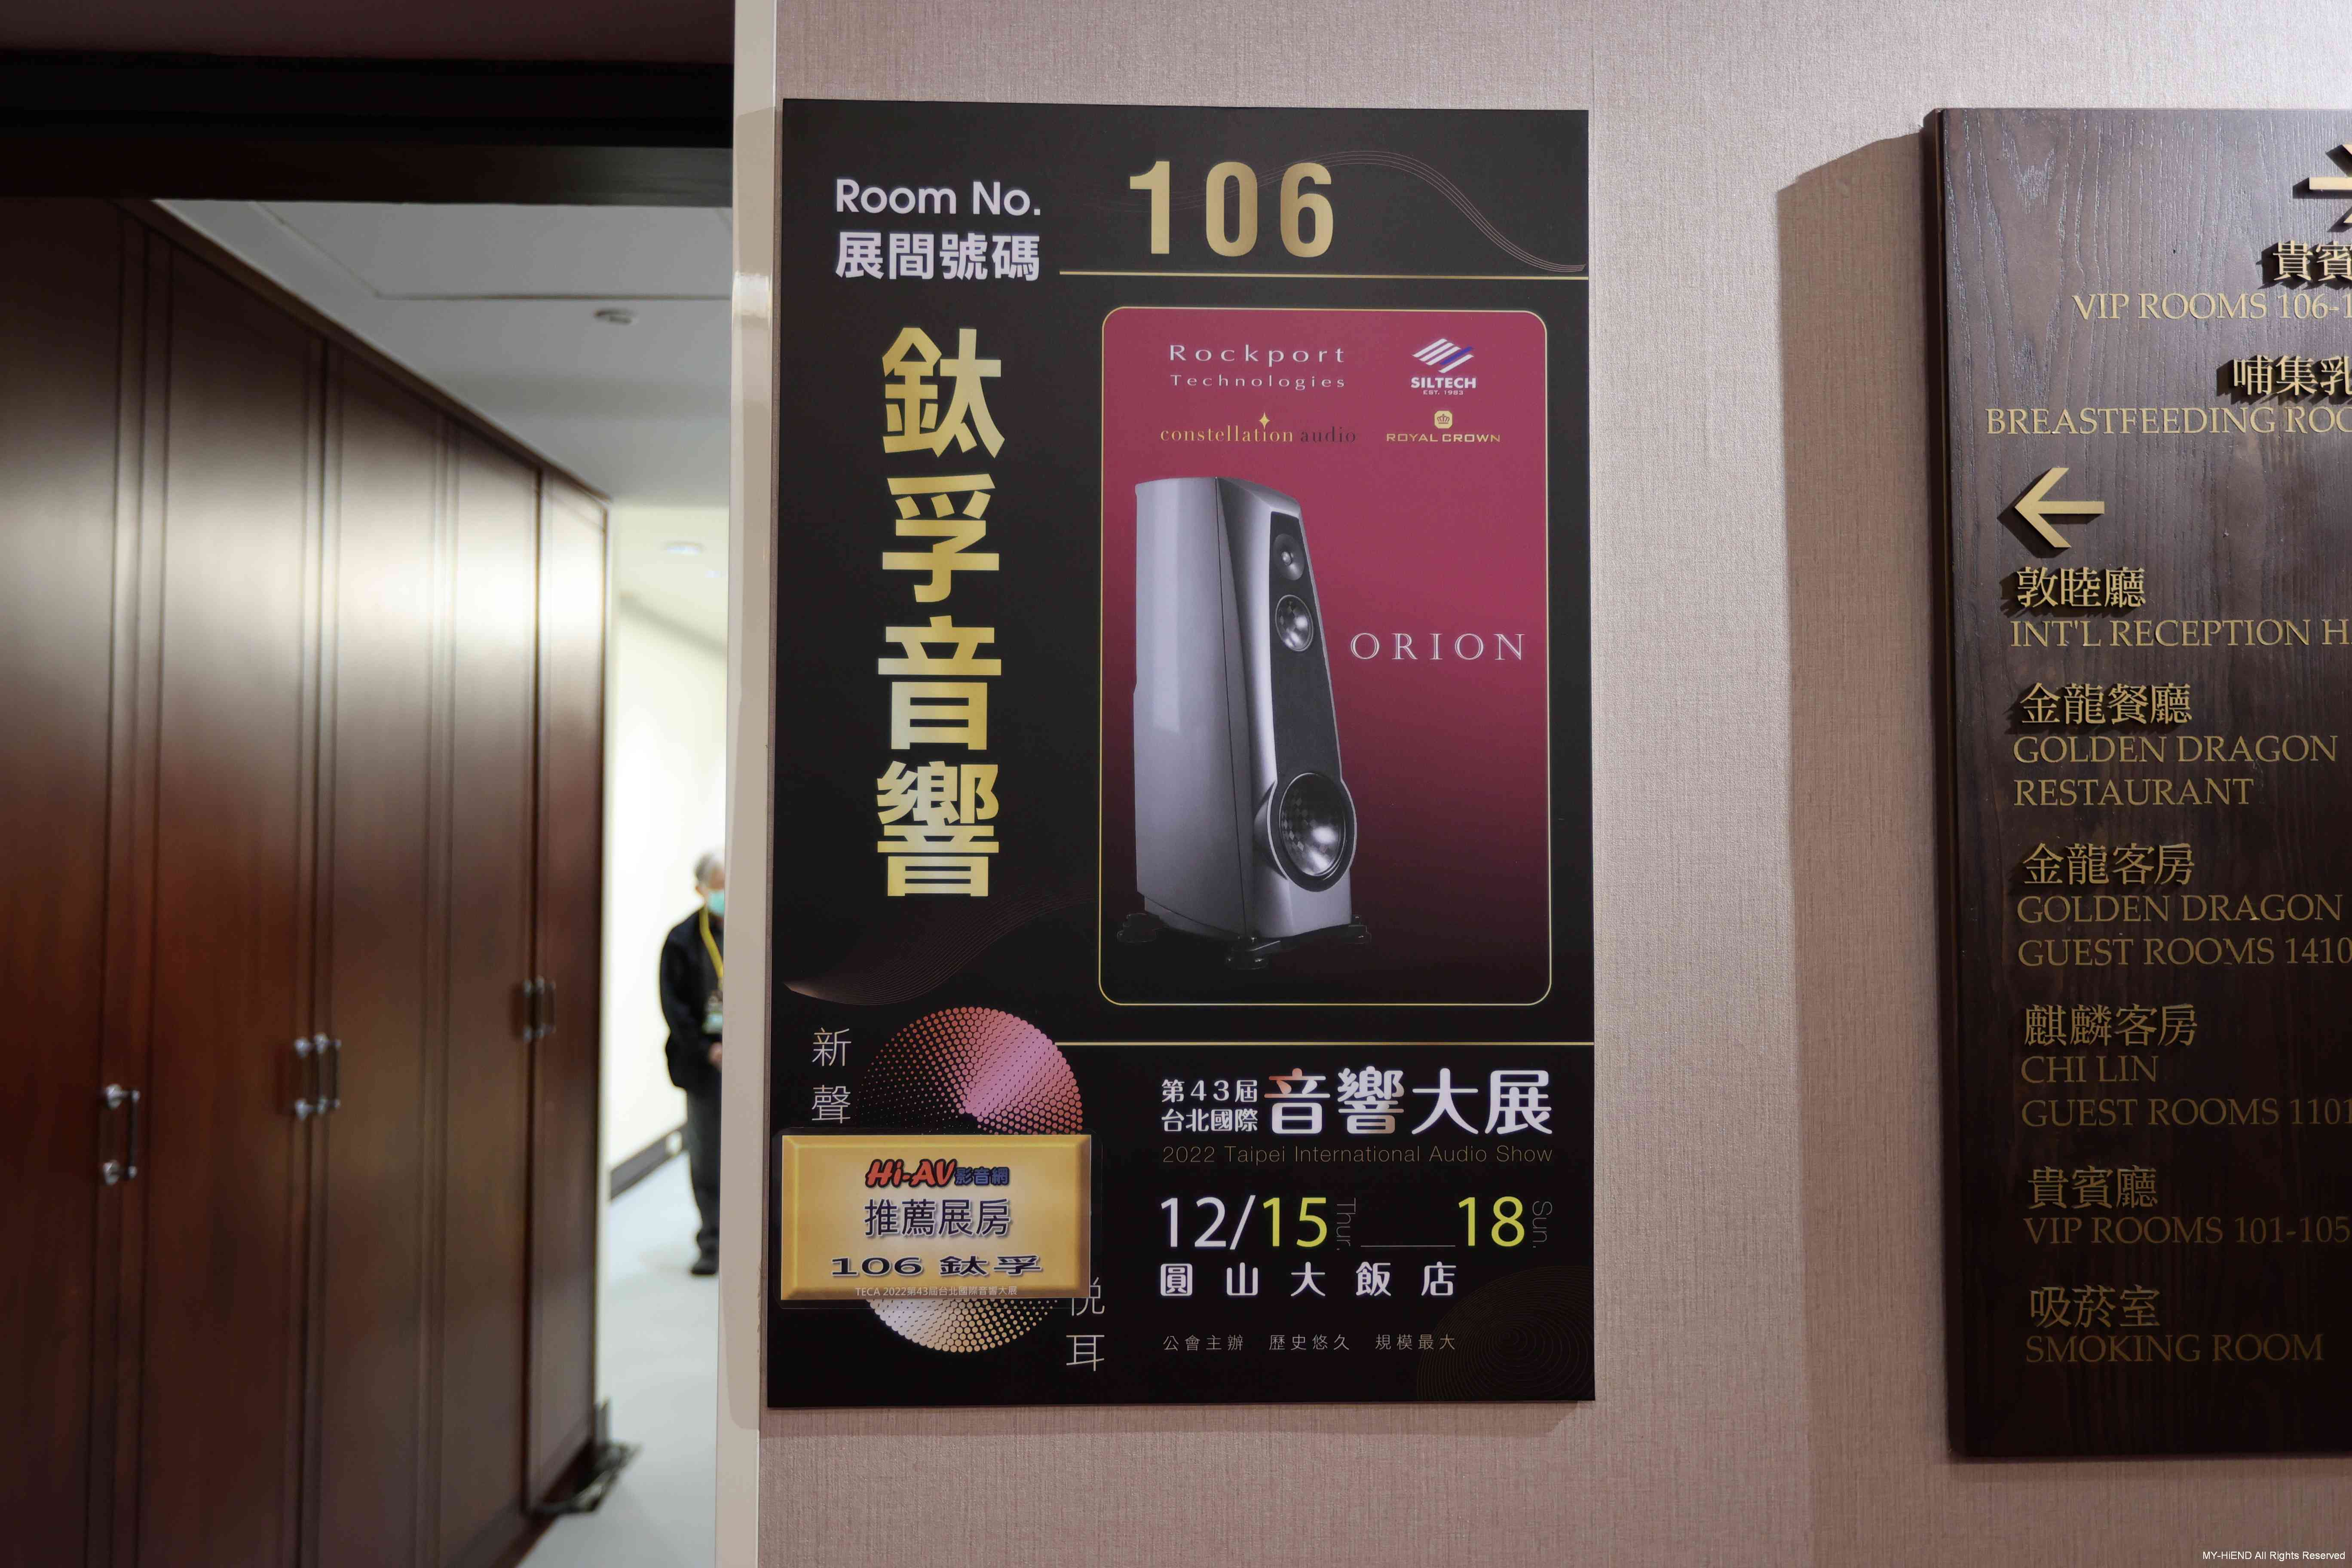 Room No.
展間號碼
106
鈦孚音響
Rockport
Technologies
SILTECH
EST. 1983
constellation audio
ROYAL CROWN
ORION
新聲
悅耳
Hi-AV影音網
推薦展房
106 鈦孚
TECA 2022第43屆台北國際音響大展
第43屆
台北國際
音響大展
2022 Taipei International Audio Show
12/15 Thur. 18 Sun.
圓山大飯店
公會主辦 歷史悠久 規模最大
貴賓
VIP ROOMS 106-1
哺集乳
BREASTFEEDING ROO
敦睦廳
INT'L RECEPTION H
金龍餐廳
GOLDEN DRAGON
RESTAURANT
金龍客房
GOLDEN DRAGON
GUEST ROOMS 1410
麒麟客房
CHI LIN
GUEST ROOMS 1101
貴賓廳
VIP ROOMS 101-105
吸菸室
SMOKING ROOM
MY-HiEND All Rights Reserved